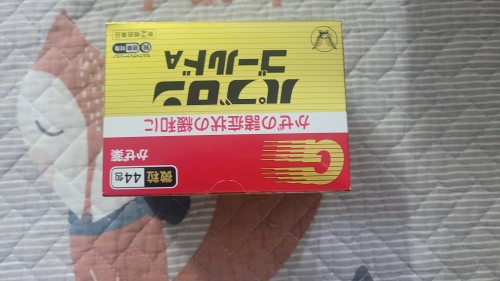 パブロン
ゴールドA
かぜの諸症状の緩和に
かぜ薬
微粒
44包